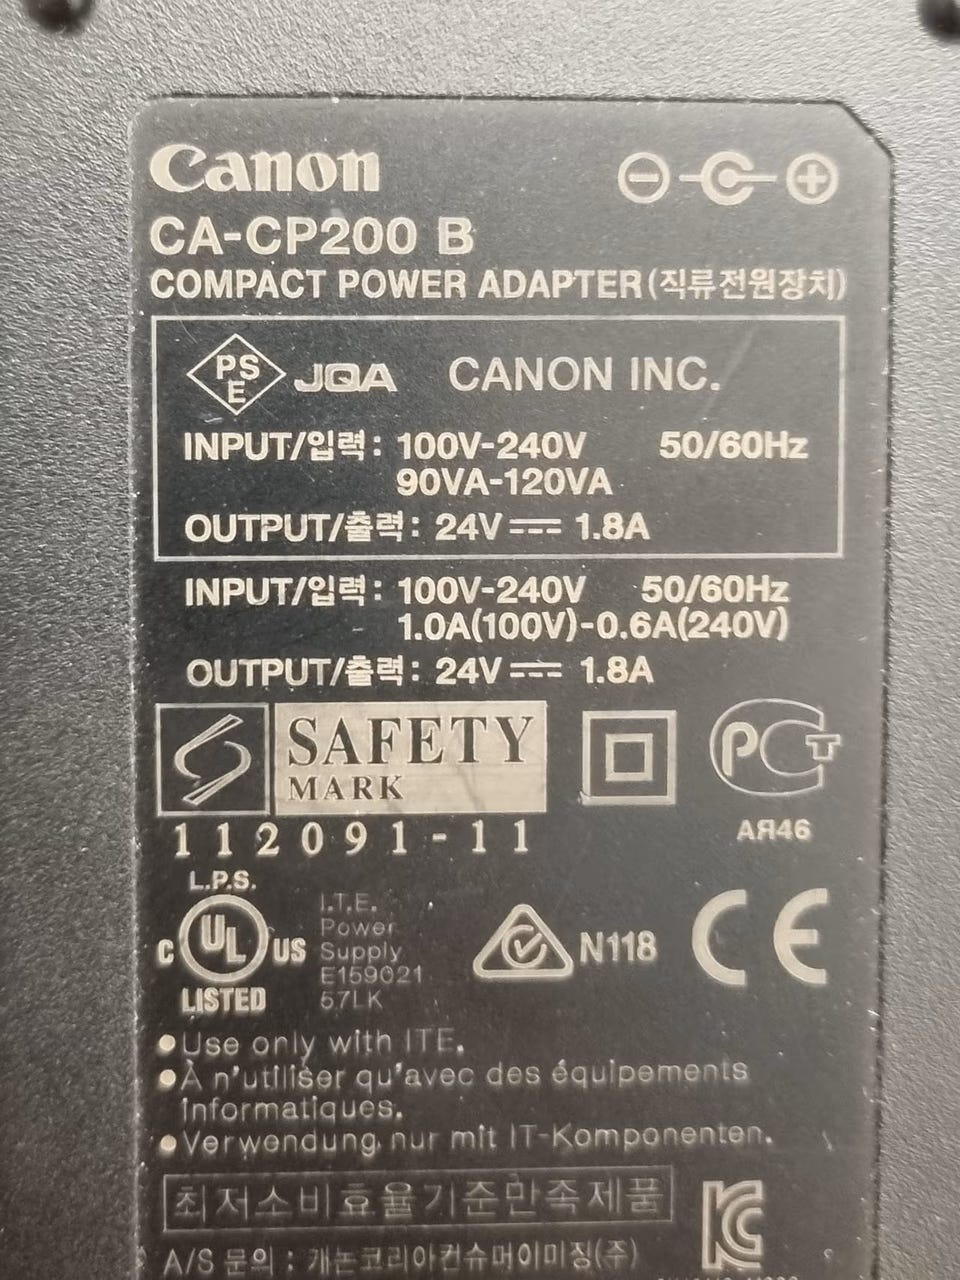 Canon
CA-CP200 B
COMPACT POWER ADAPTER(직류전원장치)
PSE JQA CANON INC.
INPUT/입력: 100V-240V 50/60Hz
90VA-120VA
OUTPUT/출력: 24V 1.8A
INPUT/입력: 100V-240V 50/60Hz
1.0A(100V)-0.6A(240V)
OUTPUT/출력: 24V 1.8A
SAFETY
MARK
112091-11
РСТ
АЯ46
L.P.S.
C UL US
LISTED
I.T.E.
Power
Supply
E159021
57LK
N118
CE
●Use only with ITE.
●À n'utiliser qu'avec des équipements
informatiques.
●Verwendung nur mit IT-Komponenten.
최저소비효율기준만족제품
A/S 문의 : 캐논코리아컨슈머이미징(주)
KC